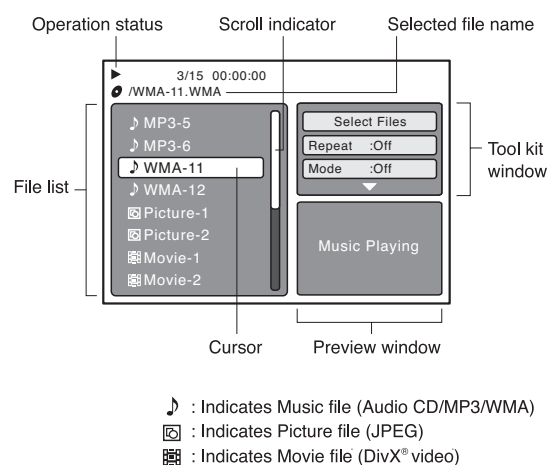 Operation status
Scroll indicator
Selected file name
3/15 00:00:00
/WMA-11.WMA
MP3-5
MP3-6
WMA-11
WMA-12
Picture-1
Picture-2
Movie-1
Movie-2
Select Files
Repeat :Off
Mode :Off
Music Playing
File list
Tool kit
window
Cursor
Preview window
: Indicates Music file (Audio CD/MP3/WMA)
: Indicates Picture file (JPEG)
: Indicates Movie file (DivX® video)